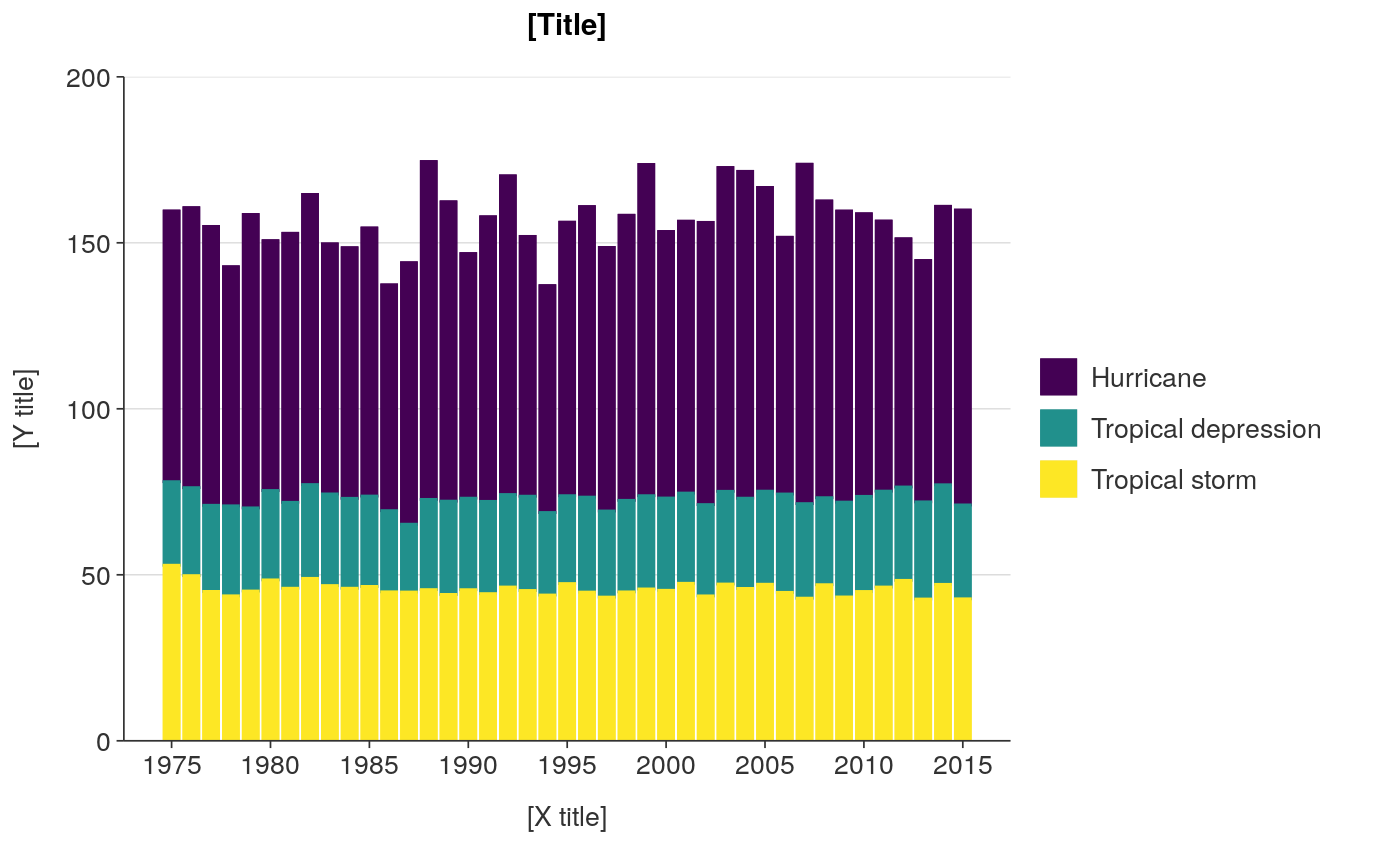 [Title]
200
150
100
50
0
[Y title]
1975 1980 1985 1990 1995 2000 2005 2010 2015
[X title]
Hurricane
Tropical depression
Tropical storm